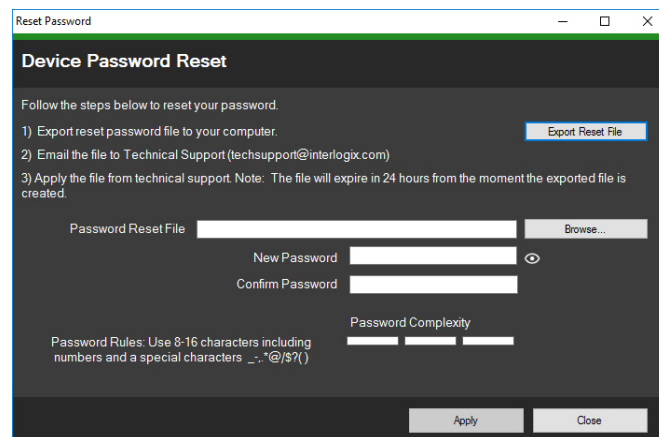 Reset Password
Device Password Reset
Follow the steps below to reset your password.
1) Export reset password file to your computer.
Export Reset File
2) Email the file to Technical Support (techsupport@interlogix.com)
3) Apply the file from technical support. Note: The file will expire in 24 hours from the moment the exported file is
created.
Password Reset File
Browse...
New Password
Confirm Password
Password Complexity
Password Rules: Use 8-16 characters including
numbers and a special characters _-,.*@/$?( )
Apply
Close